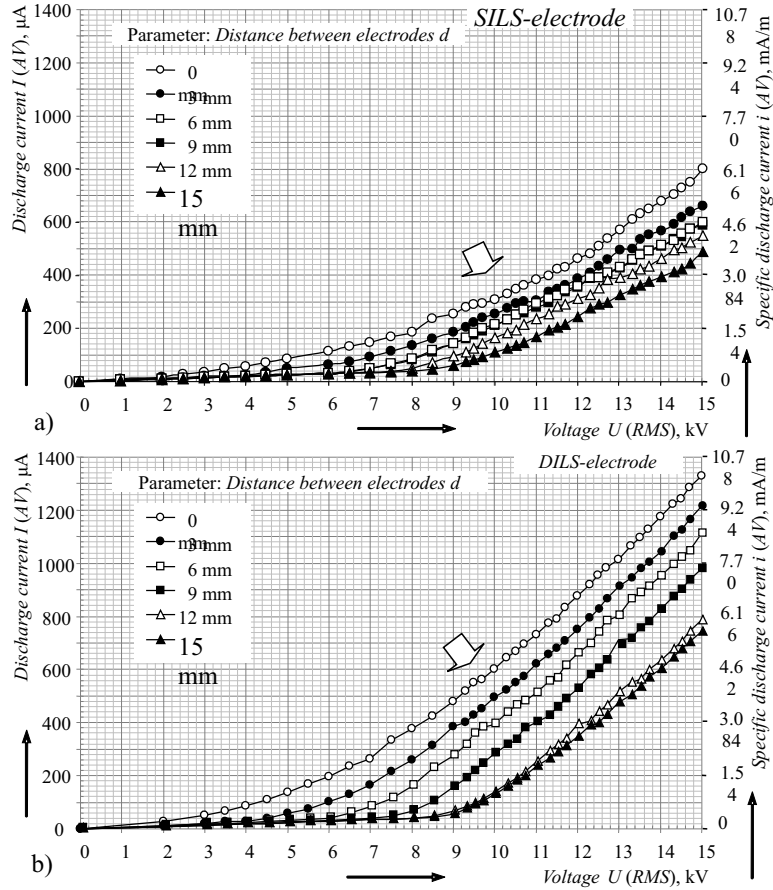 SILS-electrode
Parameter: Distance between electrodes d
0
mm
3 mm
6 mm
9 mm
12 mm
15
mm
Discharge current I (AV), µA
1400
1200
1000
800
600
400
200
0
10.7
8
9.2
4
7.7
0
6.1
6
4.6
2
3.0
84
1.5
4
0
Specific discharge current i (AV), mA/m
0 1 2 3 4 5 6 7 8 9 10 11 12 13 14 15
Voltage U (RMS), kV
a)
DILS-electrode
Parameter: Distance between electrodes d
0
mm
3 mm
6 mm
9 mm
12 mm
15
mm
Discharge current I (AV), µA
1400
1200
1000
800
600
400
200
0
10.7
8
9.2
4
7.7
0
6.1
6
4.6
2
3.0
84
1.5
4
0
Specific discharge current i (AV), mA/m
0 1 2 3 4 5 6 7 8 9 10 11 12 13 14 15
Voltage U (RMS), kV
b)